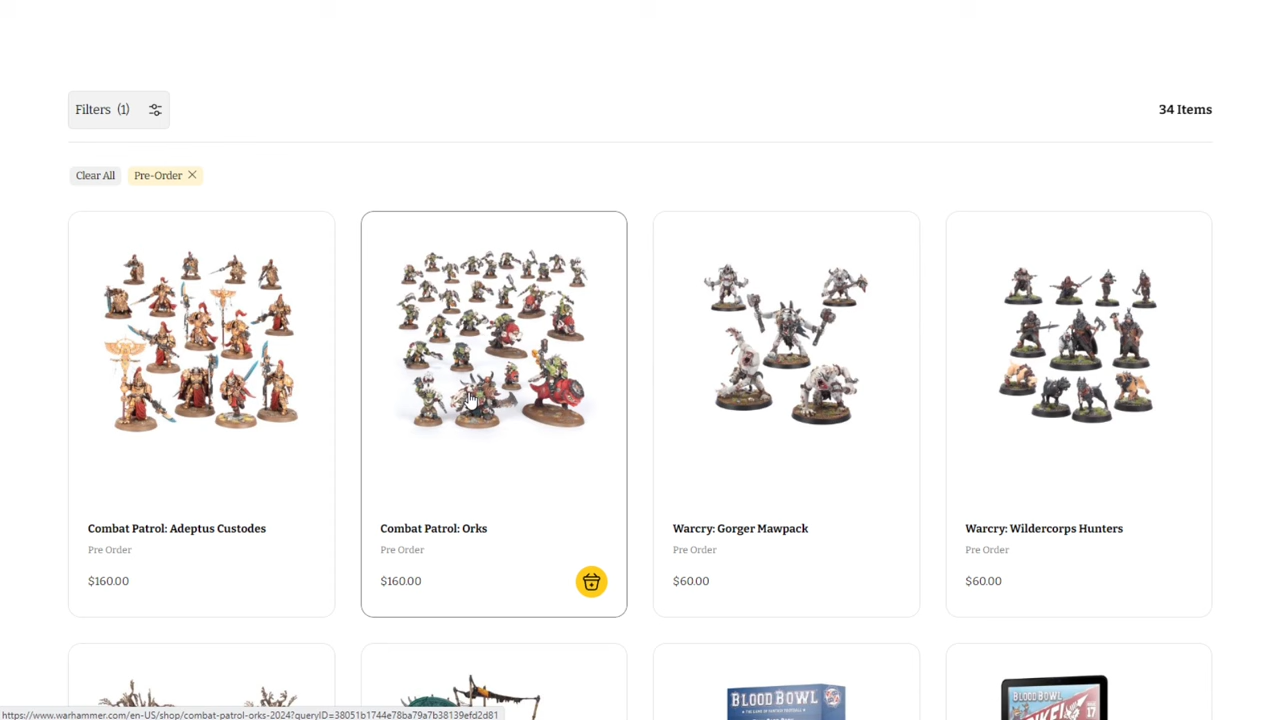 Filters (1)
34 Items
Clear All
Pre-Order
Combat Patrol: Adeptus Custodes
Pre Order
$160.00
Combat Patrol: Orks
Pre Order
$160.00
Warcry: Gorger Mawpack
Pre Order
$60.00
Warcry: Wildercorps Hunters
Pre Order
$60.00
BLOOD BOWL
BLOOD BOWL
https://www.warhammer.com/en-US/shop/combat-patrol-orks-2024?queryID=38051b1744e78ba79a7b38139efd2d81